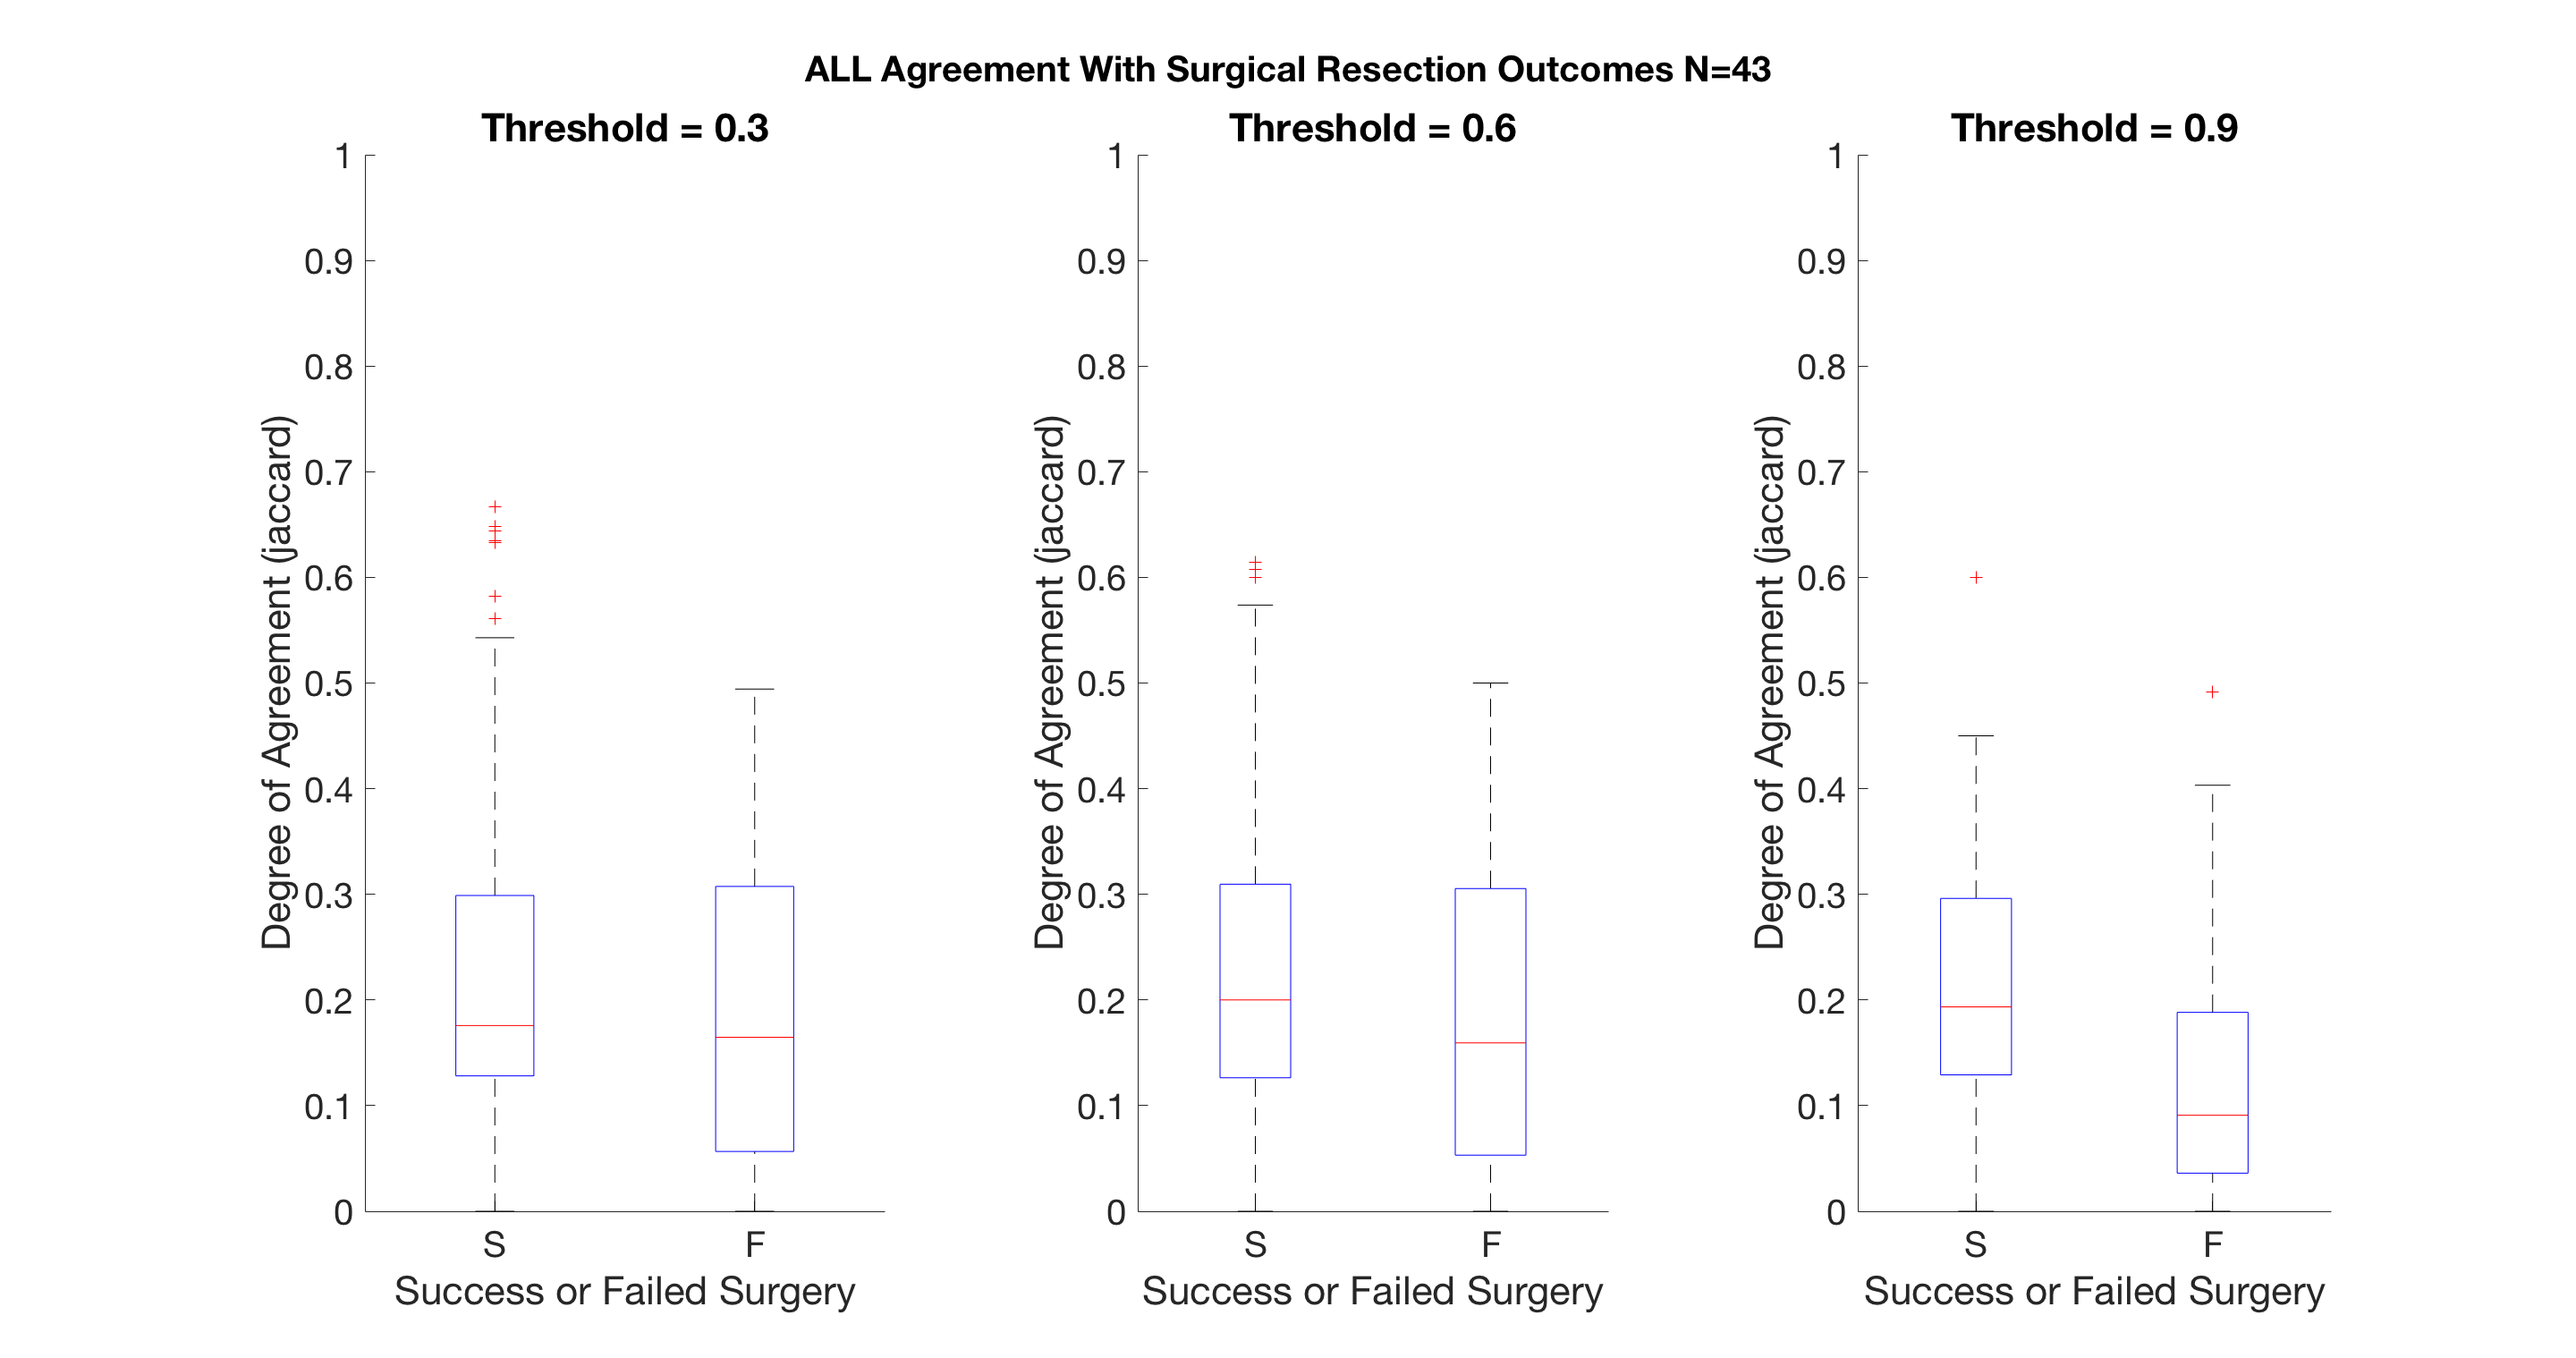 ALL Agreement With Surgical Resection Outcomes N=43
Threshold = 0.3
1
0.9
0.8
0.7
0.6
0.5
0.4
0.3
0.2
0.1
0
Degree of Agreement (jaccard)
S F
Success or Failed Surgery
Threshold = 0.6
1
0.9
0.8
0.7
0.6
0.5
0.4
0.3
0.2
0.1
0
Degree of Agreement (jaccard)
S F
Success or Failed Surgery
Threshold = 0.9
1
0.9
0.8
0.7
0.6
0.5
0.4
0.3
0.2
0.1
0
Degree of Agreement (jaccard)
S F
Success or Failed Surgery